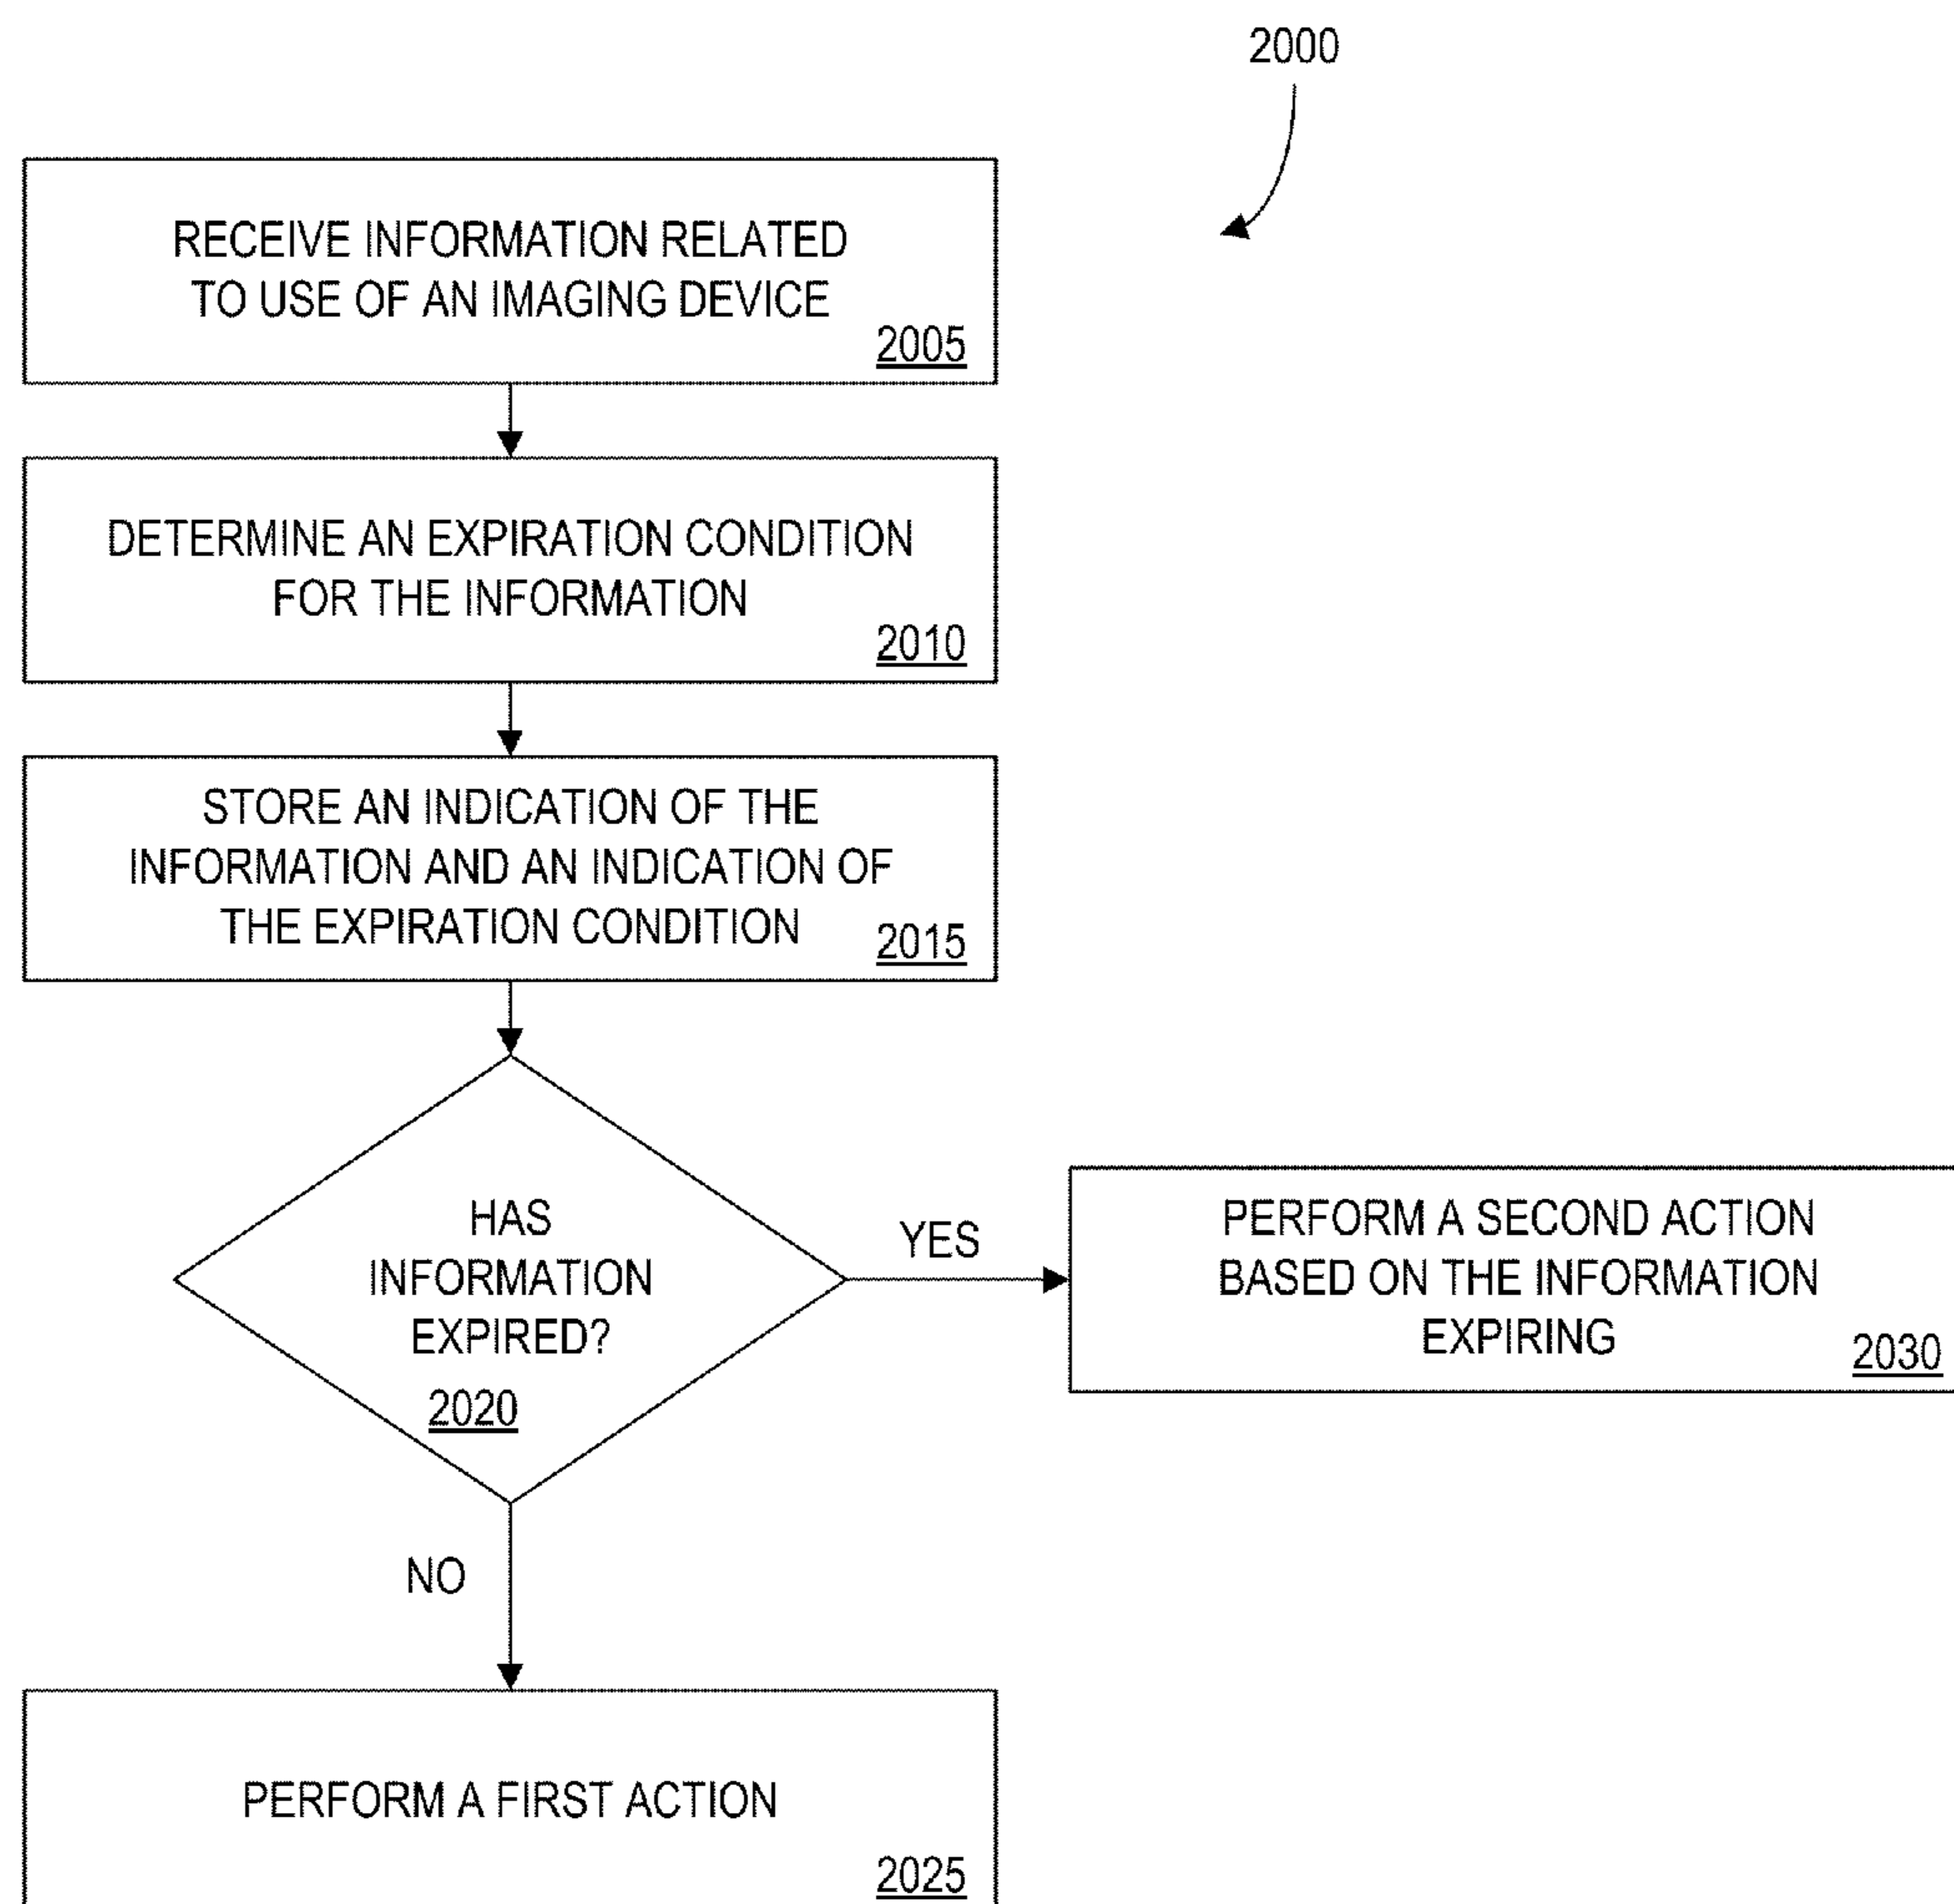 2000
RECEIVE INFORMATION RELATED
TO USE OF AN IMAGING DEVICE
2005
DETERMINE AN EXPIRATION CONDITION
FOR THE INFORMATION
2010
STORE AN INDICATION OF THE
INFORMATION AND AN INDICATION OF
THE EXPIRATION CONDITION
2015
HAS
INFORMATION
EXPIRED?
2020
YES
PERFORM A SECOND ACTION
BASED ON THE INFORMATION
EXPIRING
2030
NO
PERFORM A FIRST ACTION
2025